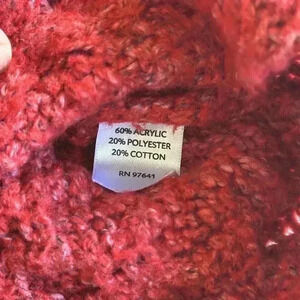 60% ACRYLIC
20% POLYESTER
20% COTTON
RN 97641